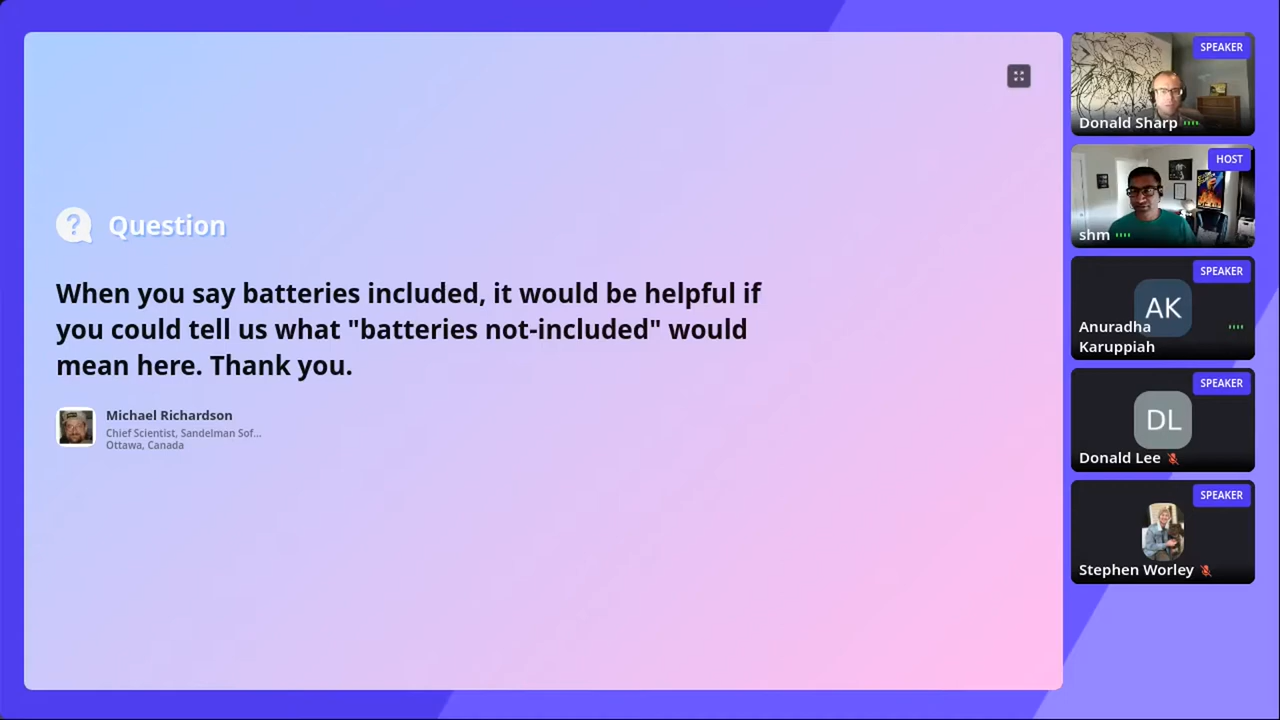 Question
When you say batteries included, it would be helpful if
you could tell us what "batteries not-included" would
mean here. Thank you.
Michael Richardson
Chief Scientist, Sandelman Sof...
Ottawa, Canada
SPEAKER
Donald Sharp
HOST
shm
SPEAKER
AK
Anuradha
Karuppiah
SPEAKER
DL
Donald Lee
SPEAKER
Stephen Worley